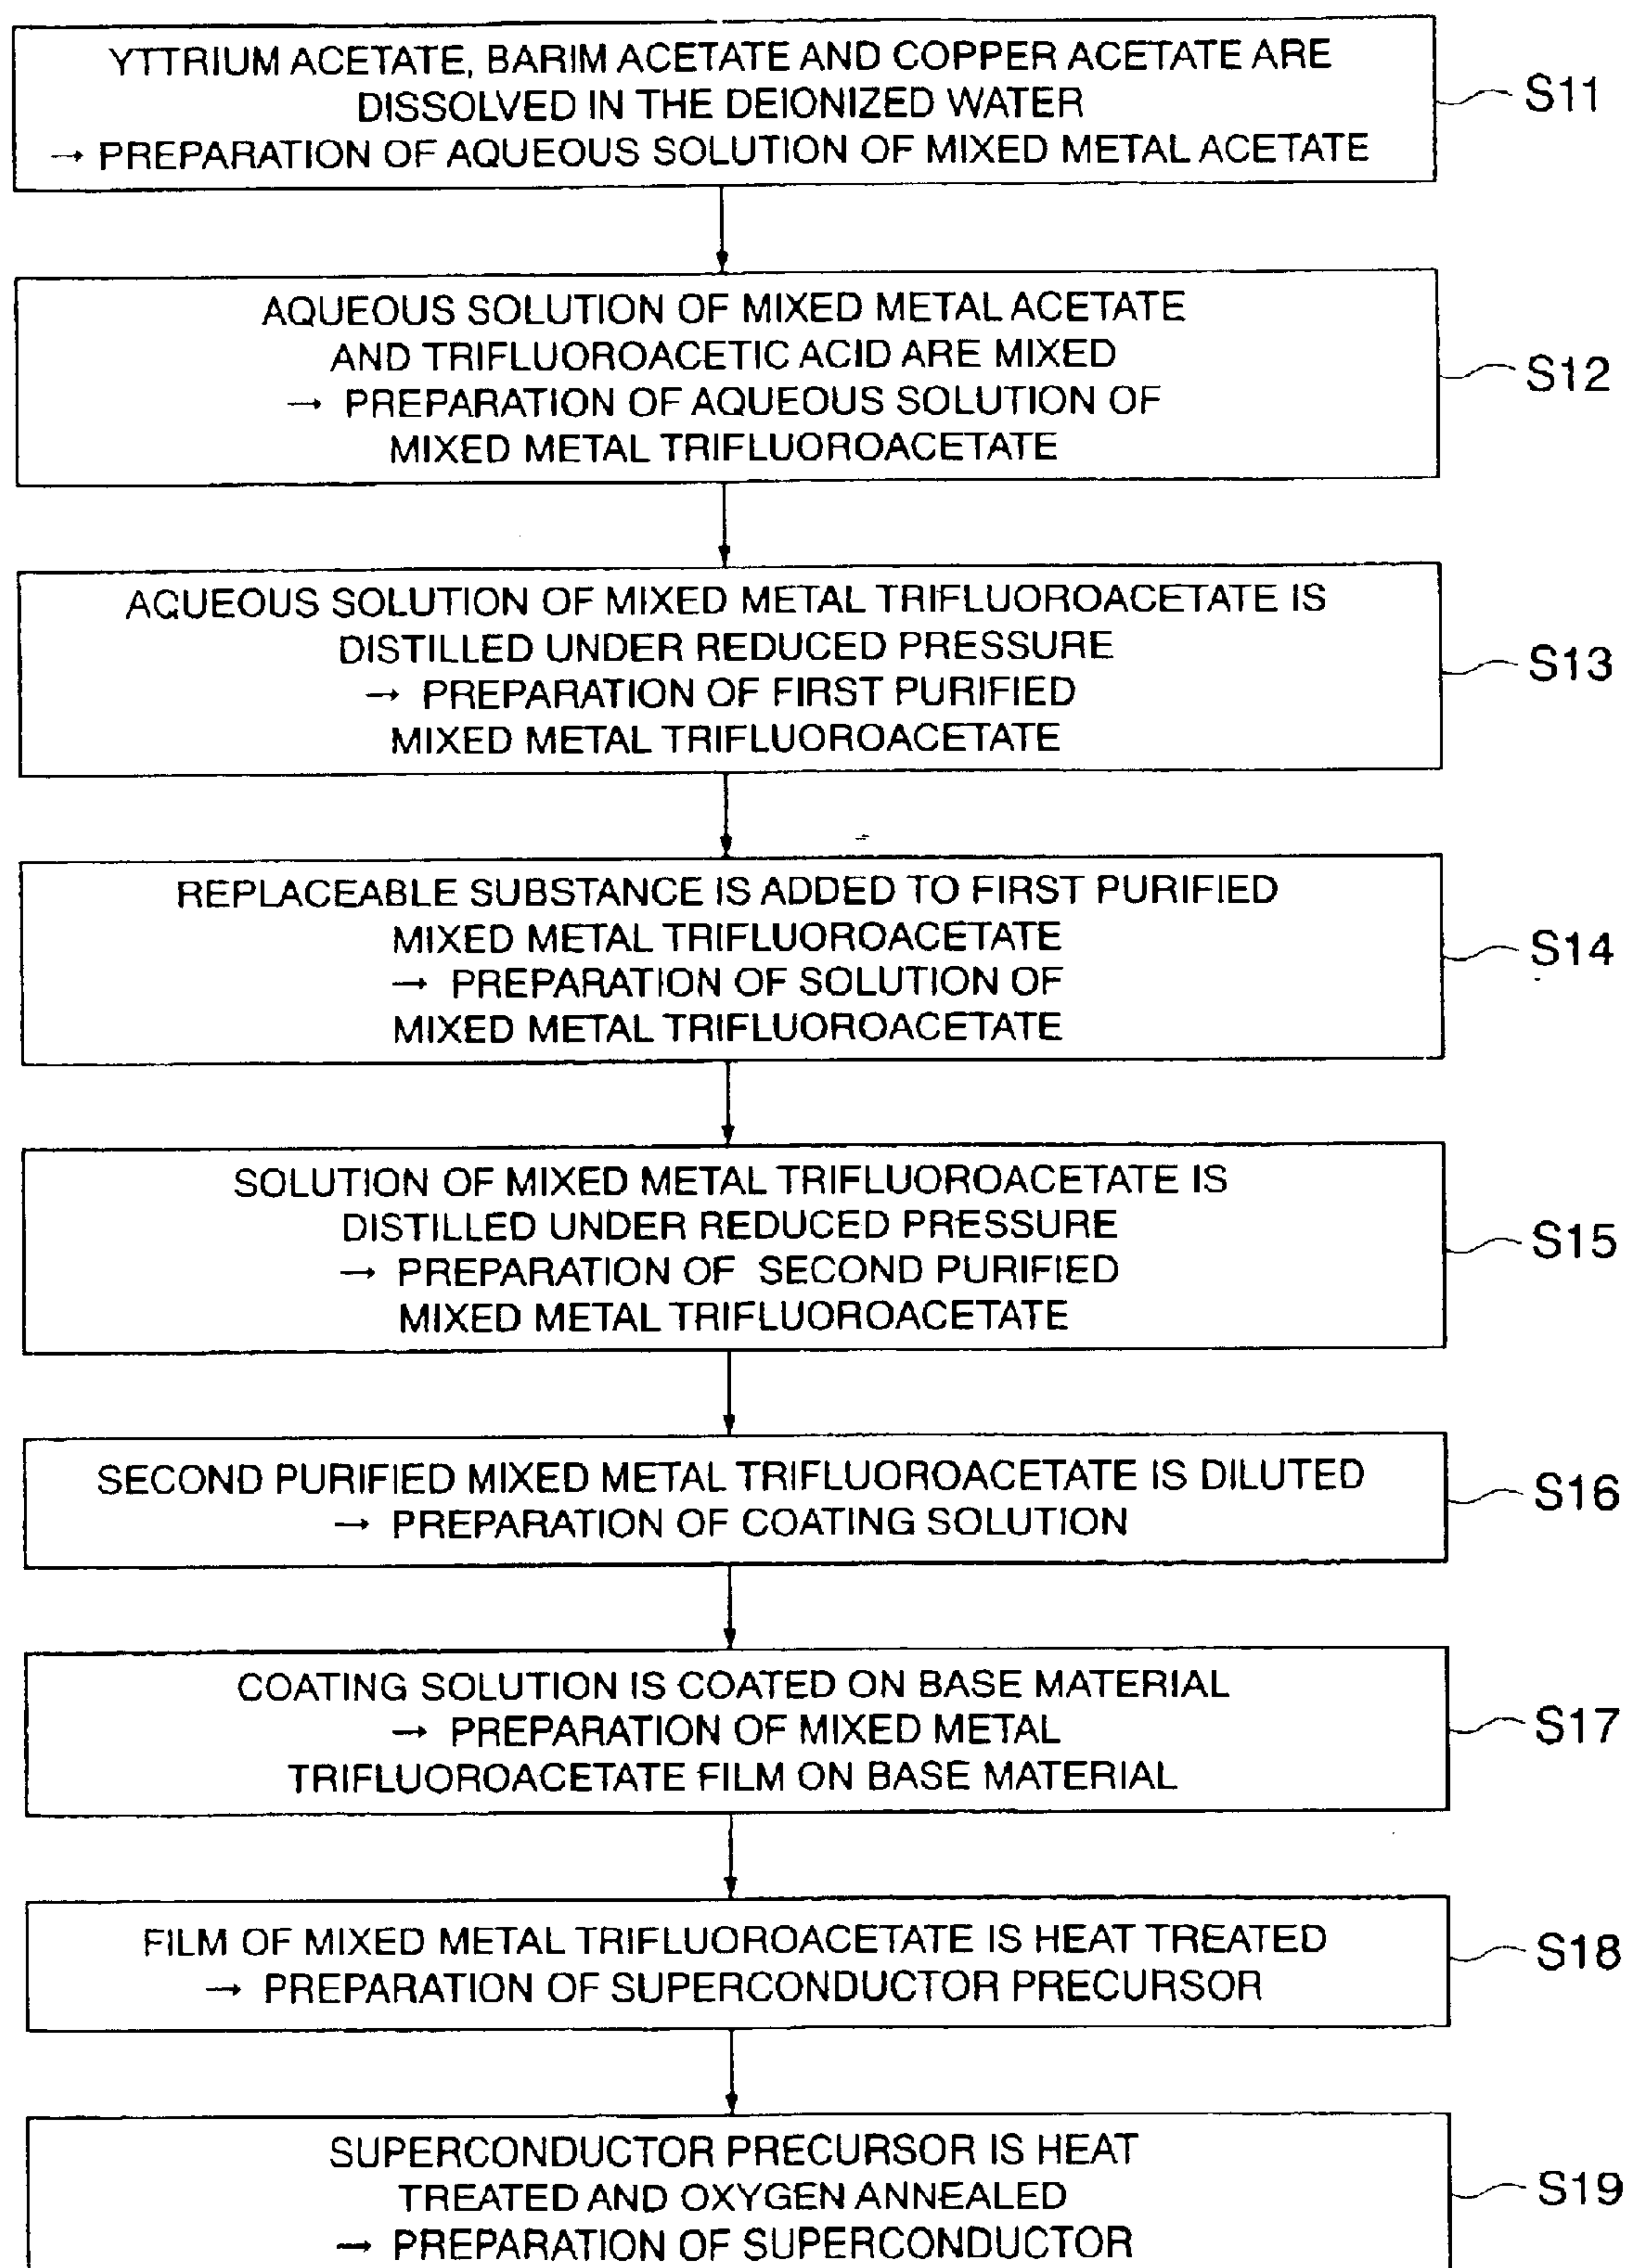 YTTRIUM ACETATE, BARIM ACETATE AND COPPER ACETATE ARE
DISSOLVED IN THE DEIONIZED WATER
→ PREPARATION OF AQUEOUS SOLUTION OF MIXED METAL ACETATE
S11
AQUEOUS SOLUTION OF MIXED METAL ACETATE
AND TRIFLUOROACETIC ACID ARE MIXED
→ PREPARATION OF AQUEOUS SOLUTION OF
MIXED METAL TRIFLUOROACETATE
S12
AQUEOUS SOLUTION OF MIXED METAL TRIFLUOROACETATE IS
DISTILLED UNDER REDUCED PRESSURE
→ PREPARATION OF FIRST PURIFIED
MIXED METAL TRIFLUOROACETATE
S13
REPLACEABLE SUBSTANCE IS ADDED TO FIRST PURIFIED
MIXED METAL TRIFLUOROACETATE
→ PREPARATION OF SOLUTION OF
MIXED METAL TRIFLUOROACETATE
S14
SOLUTION OF MIXED METAL TRIFLUOROACETATE IS
DISTILLED UNDER REDUCED PRESSURE
→ PREPARATION OF SECOND PURIFIED
MIXED METAL TRIFLUOROACETATE
S15
SECOND PURIFIED MIXED METAL TRIFLUOROACETATE IS DILUTED
→ PREPARATION OF COATING SOLUTION
S16
COATING SOLUTION IS COATED ON BASE MATERIAL
→ PREPARATION OF MIXED METAL
TRIFLUOROACETATE FILM ON BASE MATERIAL
S17
FILM OF MIXED METAL TRIFLUOROACETATE IS HEAT TREATED
→ PREPARATION OF SUPERCONDUCTOR PRECURSOR
S18
SUPERCONDUCTOR PRECURSOR IS HEAT
TREATED AND OXYGEN ANNEALED
→ PREPARATION OF SUPERCONDUCTOR
S19